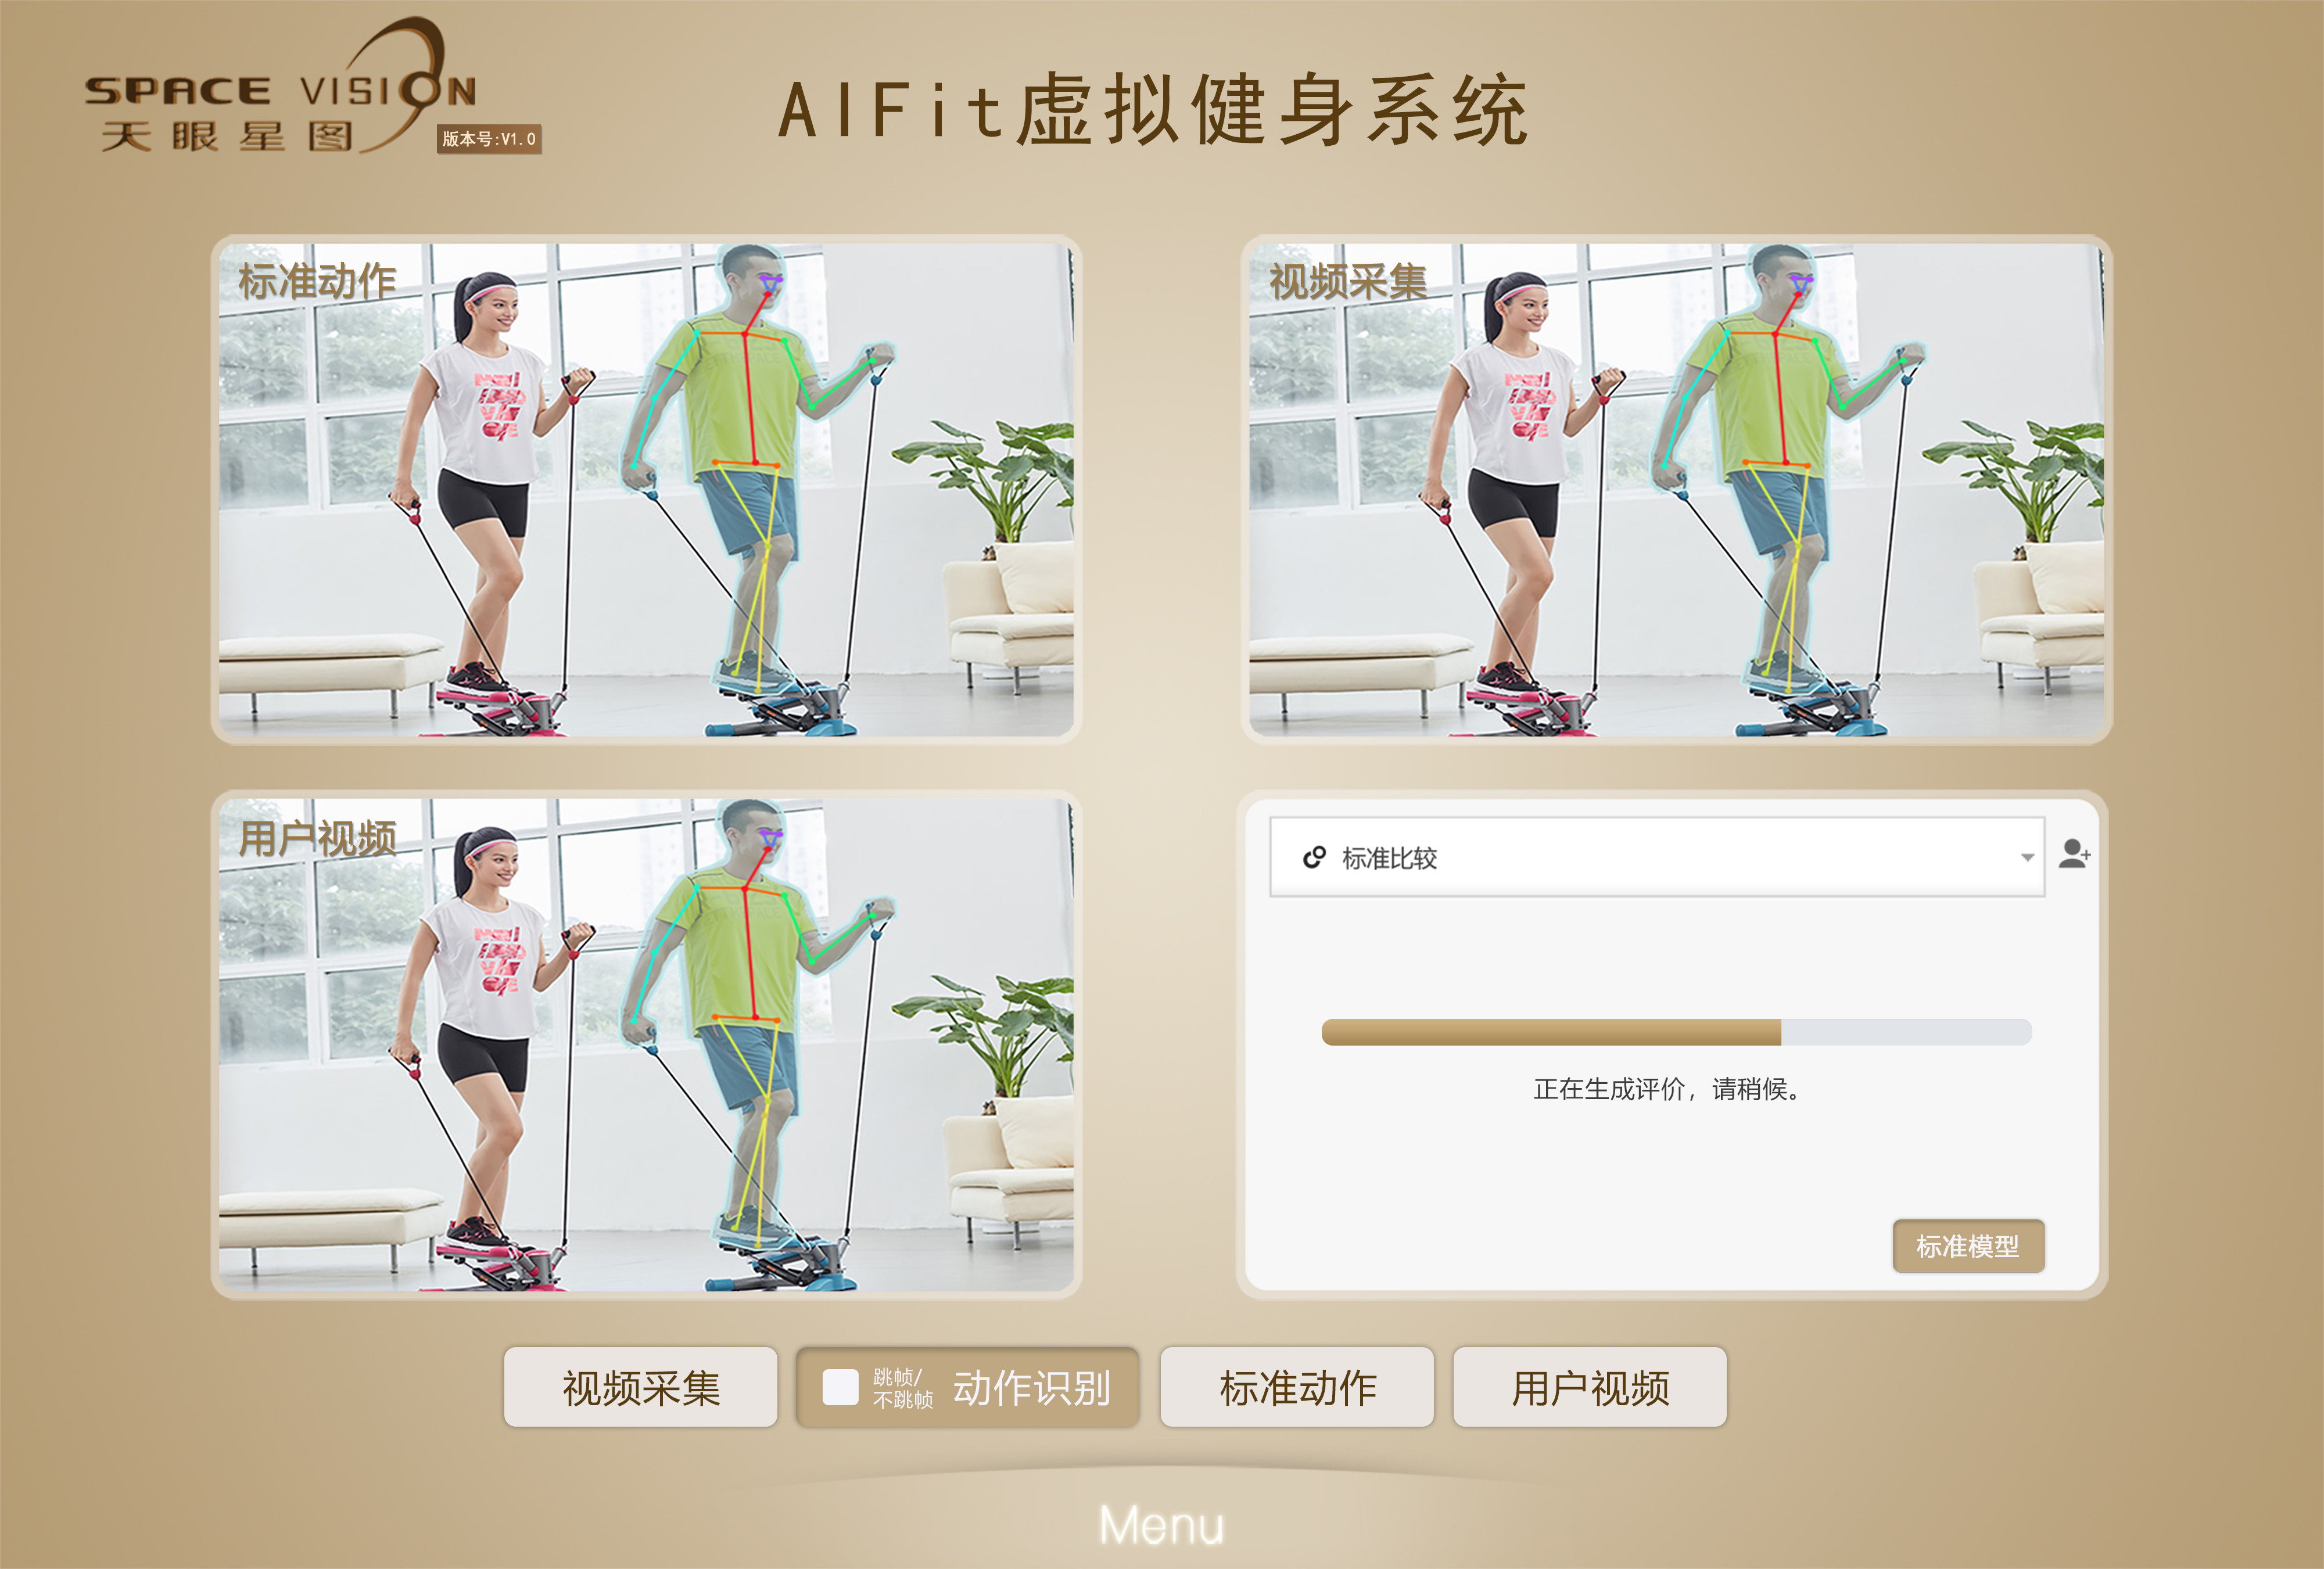 SPACE VISION
天眼星图
版本号:V1.0
AIFit虚拟健身系统
标准动作
视频采集
用户视频
标准比较
正在生成评价，请稍候。
标准模型
视频采集
跳帧/
不跳帧
动作识别
标准动作
用户视频
Menu